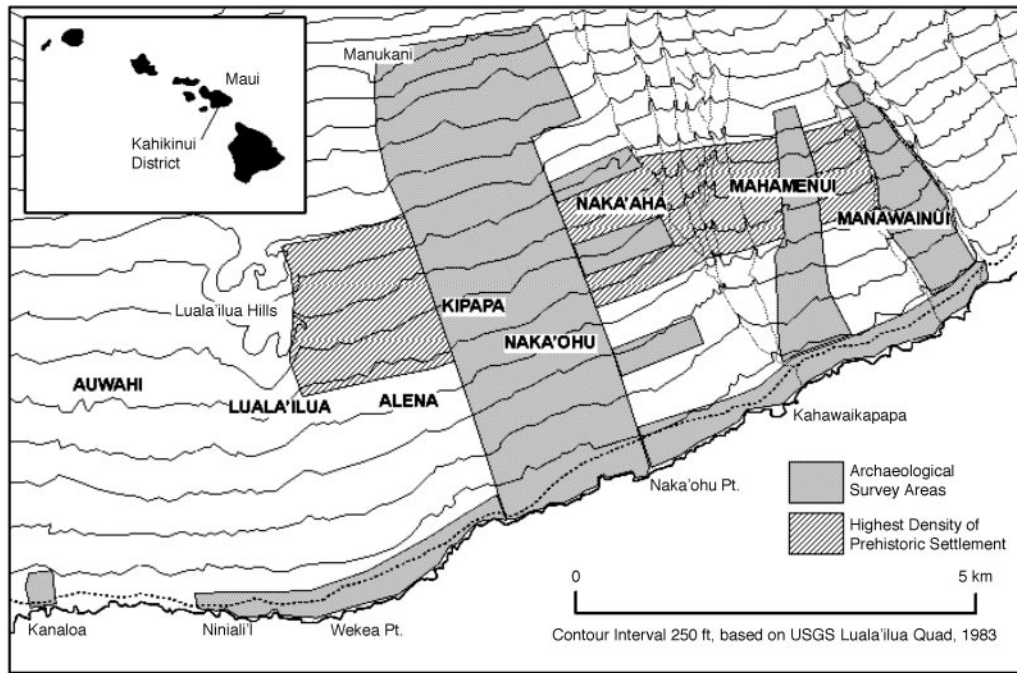 Manukani
Maui
Kahikinui
District
NAKA'AHA
MAHAMENUI
MANAWAINUI
Luala'ilua Hills
KIPAPA
NAKA'OHU
AUWAHI
LUALA'ILUA
ALENA
Kahawaikapapa
Naka'ohu Pt.
Archaeological
Survey Areas
Highest Density of
Prehistoric Settlement
0
5 km
Kanaloa
Niniali'I
Wekea Pt.
Contour Interval 250 ft, based on USGS Luala'ilua Quad, 1983